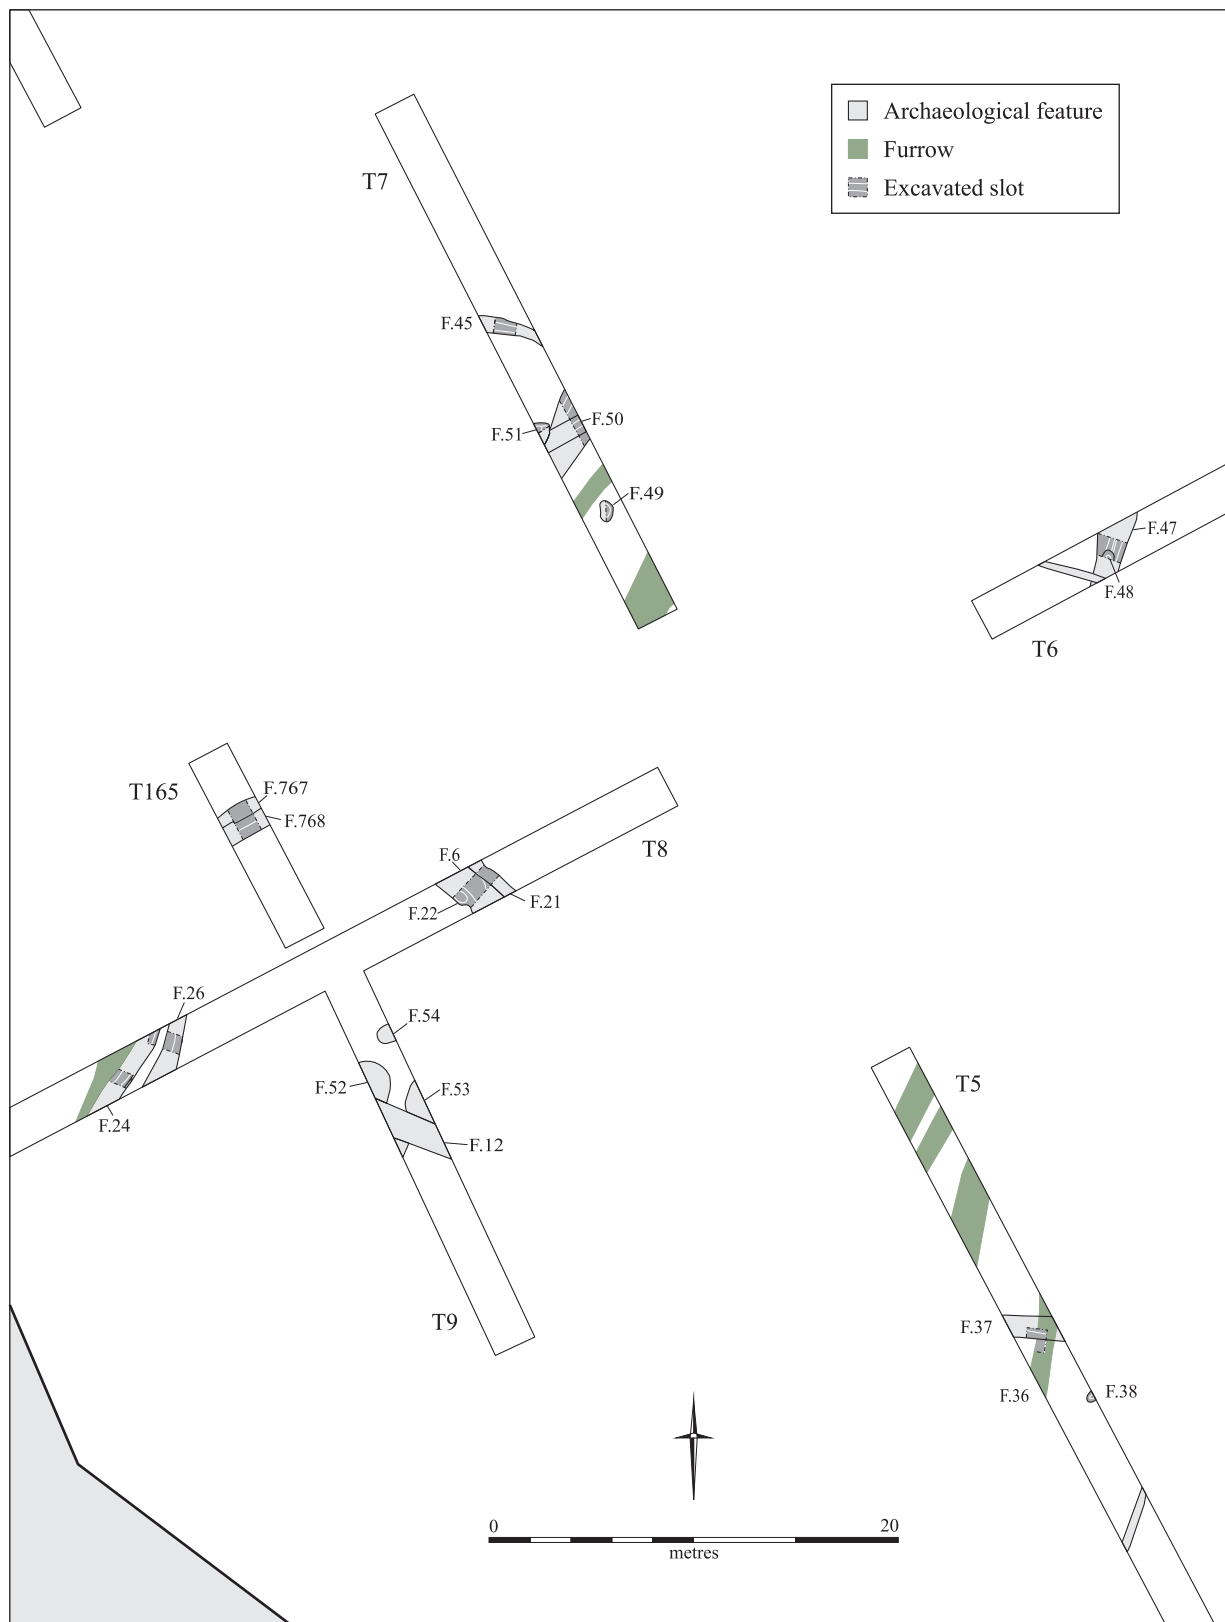 Archaeological feature
Furrow
Excavated slot
T7
F.45
F.50
F.51
F.49
F.47
F.48
T6
T165
F.767
F.768
F.6
T8
F.22
F.21
F.26
F.54
F.52
F.53
F.24
F.12
T5
T9
F.37
F.36
F.38
0 20
metres